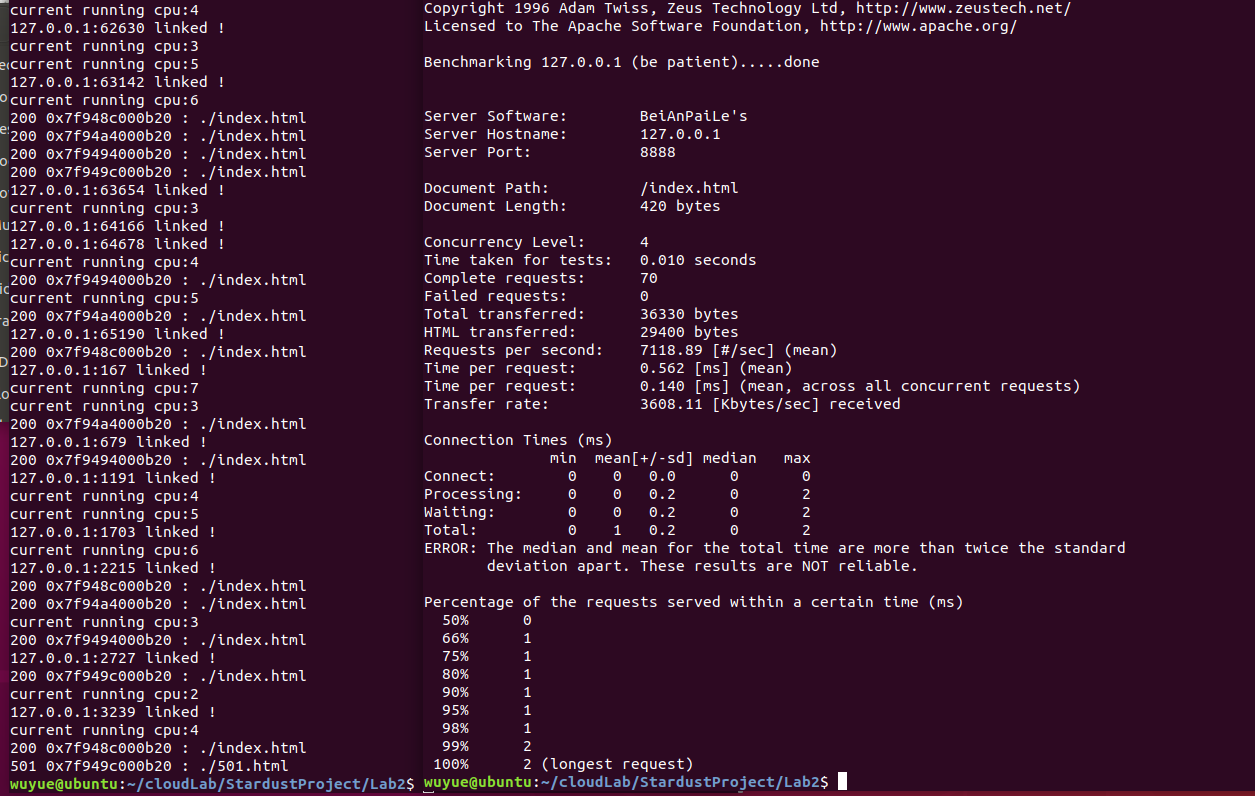 current running cpu:4
127.0.0.1:62630 linked !
current running cpu:3
current running cpu:5
127.0.0.1:63142 linked !
current running cpu:6
200 0x7f948c000b20 : ./index.html
200 0x7f94a4000b20 : ./index.html
200 0x7f9494000b20 : ./index.html
200 0x7f949c000b20 : ./index.html
127.0.0.1:63654 linked !
current running cpu:3
127.0.0.1:64166 linked !
127.0.0.1:64678 linked !
current running cpu:4
200 0x7f9494000b20 : ./index.html
current running cpu:5
200 0x7f94a4000b20 : ./index.html
127.0.0.1:65190 linked !
200 0x7f948c000b20 : ./index.html
127.0.0.1:167 linked !
current running cpu:7
current running cpu:3
200 0x7f94a4000b20 : ./index.html
127.0.0.1:679 linked !
200 0x7f9494000b20 : ./index.html
127.0.0.1:1191 linked !
current running cpu:4
current running cpu:5
127.0.0.1:1703 linked !
current running cpu:6
127.0.0.1:2215 linked !
200 0x7f948c000b20 : ./index.html
200 0x7f94a4000b20 : ./index.html
current running cpu:3
200 0x7f9494000b20 : ./index.html
127.0.0.1:2727 linked !
200 0x7f949c000b20 : ./index.html
current running cpu:2
127.0.0.1:3239 linked !
current running cpu:4
200 0x7f948c000b20 : ./index.html
501 0x7f949c000b20 : ./501.html
wuyue@ubuntu:~/cloudLab/StardustProject/Lab2$
Copyright 1996 Adam Twiss, Zeus Technology Ltd, http://www.zeustech.net/
Licensed to The Apache Software Foundation, http://www.apache.org/
Benchmarking 127.0.0.1 (be patient).....done
Server Software: BeiAnPaiLe's
Server Hostname: 127.0.0.1
Server Port: 8888
Document Path: /index.html
Document Length: 420 bytes
Concurrency Level: 4
Time taken for tests: 0.010 seconds
Complete requests: 70
Failed requests: 0
Total transferred: 36330 bytes
HTML transferred: 29400 bytes
Requests per second: 7118.89 [#/sec] (mean)
Time per request: 0.562 [ms] (mean)
Time per request: 0.140 [ms] (mean, across all concurrent requests)
Transfer rate: 3608.11 [Kbytes/sec] received
Connection Times (ms)
min mean[+/-sd] median max
Connect: 0 0 0.0 0 0
Processing: 0 0 0.2 0 2
Waiting: 0 0 0.2 0 2
Total: 0 1 0.2 0 2
ERROR: The median and mean for the total time are more than twice the standard
deviation apart. These results are NOT reliable.
Percentage of the requests served within a certain time (ms)
50% 0
66% 1
75% 1
80% 1
90% 1
95% 1
98% 1
99% 2
100% 2 (longest request)
wuyue@ubuntu:~/cloudLab/StardustProject/Lab2$